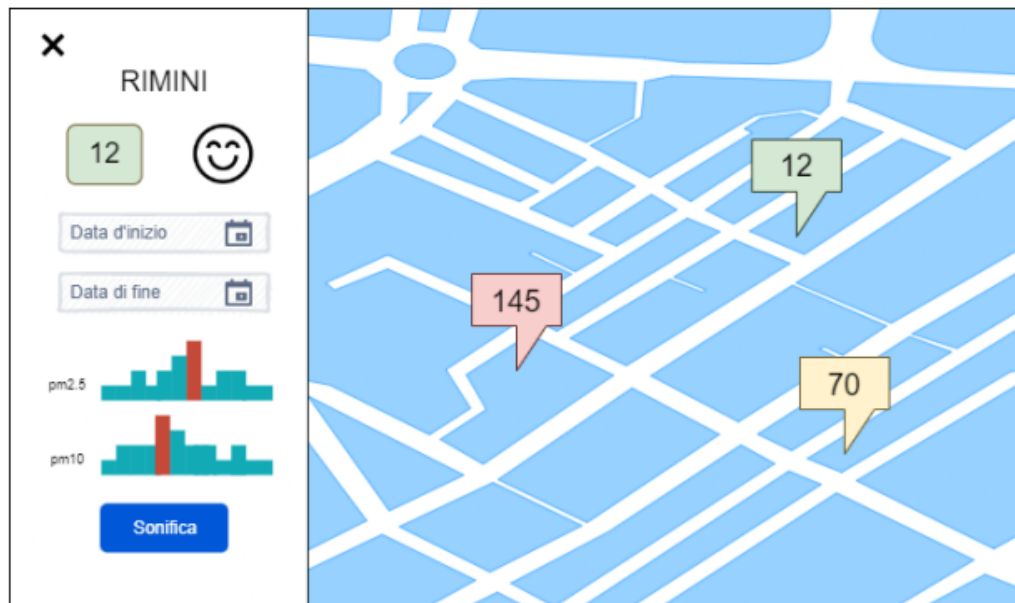 RIMINI
12
Data d'inizio
Data di fine
pm2.5
pm10
Sonifica
12
145
70